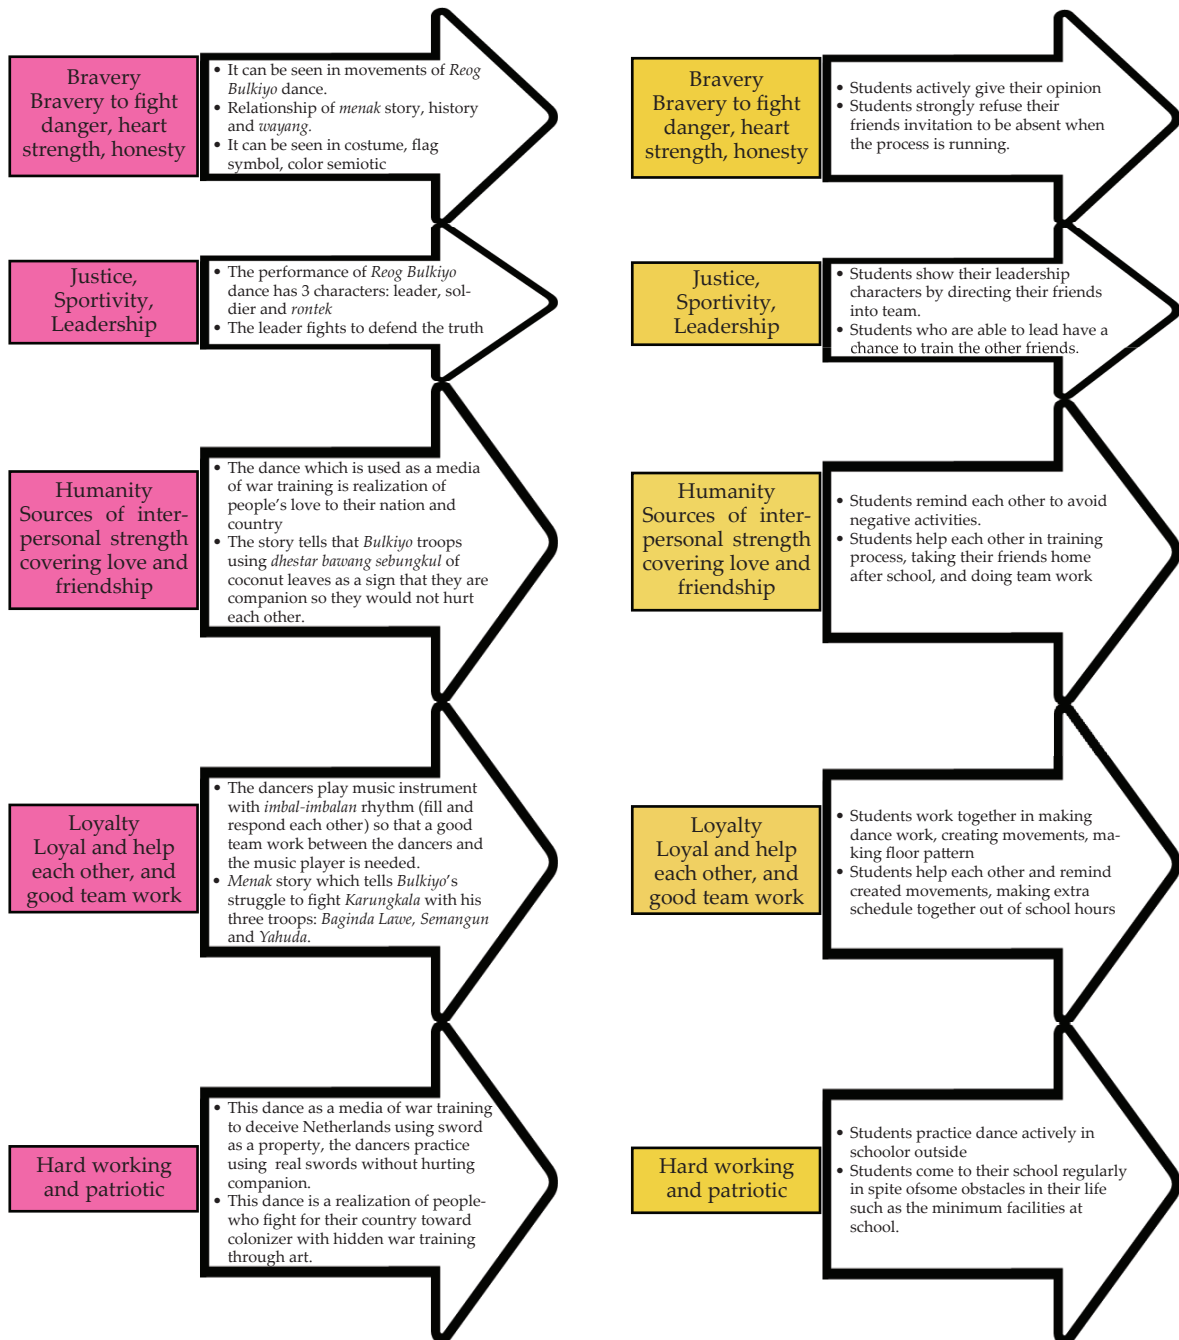 Bravery
Bravery to fight
danger, heart
strength, honesty
• It can be seen in movements of Reog
Bulkiyo dance.
• Relationship of menak story, history
and wayang.
• It can be seen in costume, flag
symbol, color semiotic
Justice,
Sportivity,
Leadership
• The performance of Reog Bulkiyo
dance has 3 characters: leader, sol-
dier and rontek
• The leader fights to defend the truth
Humanity
Sources of inter-
personal strength
covering love and
friendship
• The dance which is used as a media
of war training is realization of
people's love to their nation and
country
• The story tells that Bulkiyo troops
using dhestar bawang sebungkul of
coconut leaves as a sign that they are
companion so they would not hurt
each other.
Loyalty
Loyal and help
each other, and
good team work
• The dancers play music instrument
with imbal-imbalan rhythm (fill and
respond each other) so that a good
team work between the dancers and
the music player is needed.
• Menak story which tells Bulkiyo's
struggle to fight Karungkala with his
three troops: Baginda Lawe, Semangun
and Yahuda.
Hard working
and patriotic
• This dance as a media of war training
to deceive Netherlands using sword
as a property, the dancers practice
using real swords without hurting
companion.
• This dance is a realization of people-
who fight for their country toward
colonizer with hidden war training
through art.
Bravery
Bravery to fight
danger, heart
strength, honesty
• Students actively give their opinion
• Students strongly refuse their
friends invitation to be absent when
the process is running.
Justice,
Sportivity,
Leadership
• Students show their leadership
characters by directing their friends
into team.
• Students who are able to lead have a
chance to train the other friends.
Humanity
Sources of inter-
personal strength
covering love and
friendship
• Students remind each other to avoid
negative activities.
• Students help each other in training
process, taking their friends home
after school, and doing team work
Loyalty
Loyal and help
each other, and
good team work
• Students work together in making
dance work, creating movements, ma-
king floor pattern
• Students help each other and remind
created movements, making extra
schedule together out of school hours
Hard working
and patriotic
• Students practice dance actively in
schoolor outside
• Students come to their school regularly
in spite ofsome obstacles in their life
such as the minimum facilities at
school.